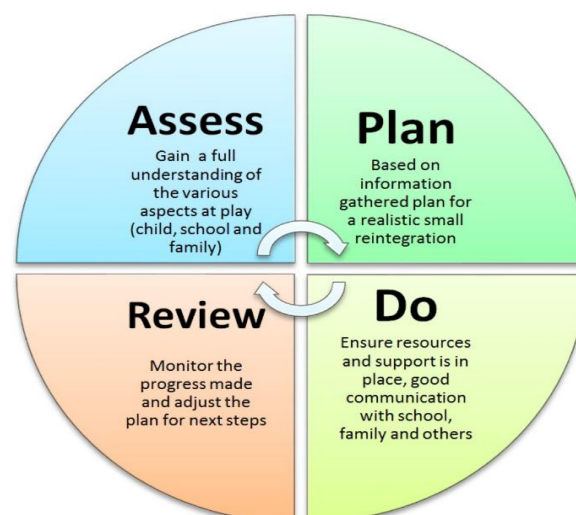 Assess
Gain a full
understanding of
the various
aspects at play
(child, school and
family)
Plan
Based on
information
gathered plan for
a realistic small
reintegration
Review
Monitor the
progress made
and adjust the
plan for next steps
Do
Ensure resources
and support is in
place, good
communication
with school,
family and others